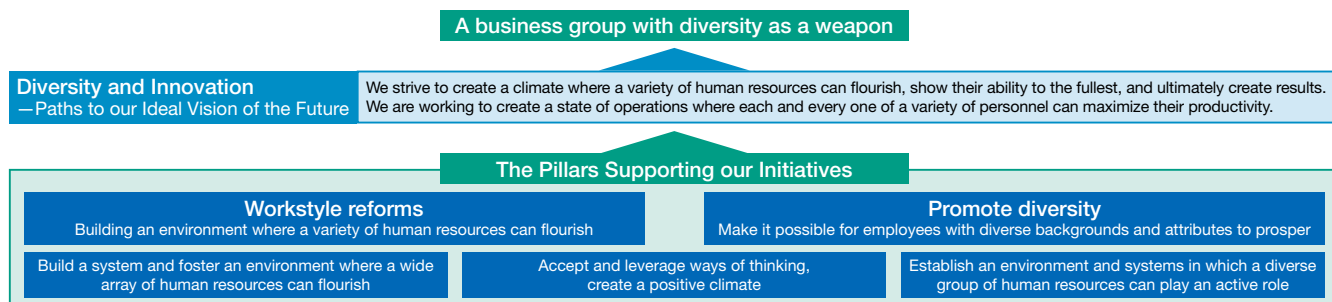 A business group with diversity as a weapon
Diversity and Innovation
—Paths to our Ideal Vision of the Future
We strive to create a climate where a variety of human resources can flourish, show their ability to the fullest, and ultimately create results.
We are working to create a state of operations where each and every one of a variety of personnel can maximize their productivity.
The Pillars Supporting our Initiatives
Workstyle reforms
Building an environment where a variety of human resources can flourish
Promote diversity
Make it possible for employees with diverse backgrounds and attributes to prosper
Build a system and foster an environment where a wide
array of human resources can flourish
Accept and leverage ways of thinking,
create a positive climate
Establish an environment and systems in which a diverse
group of human resources can play an active role